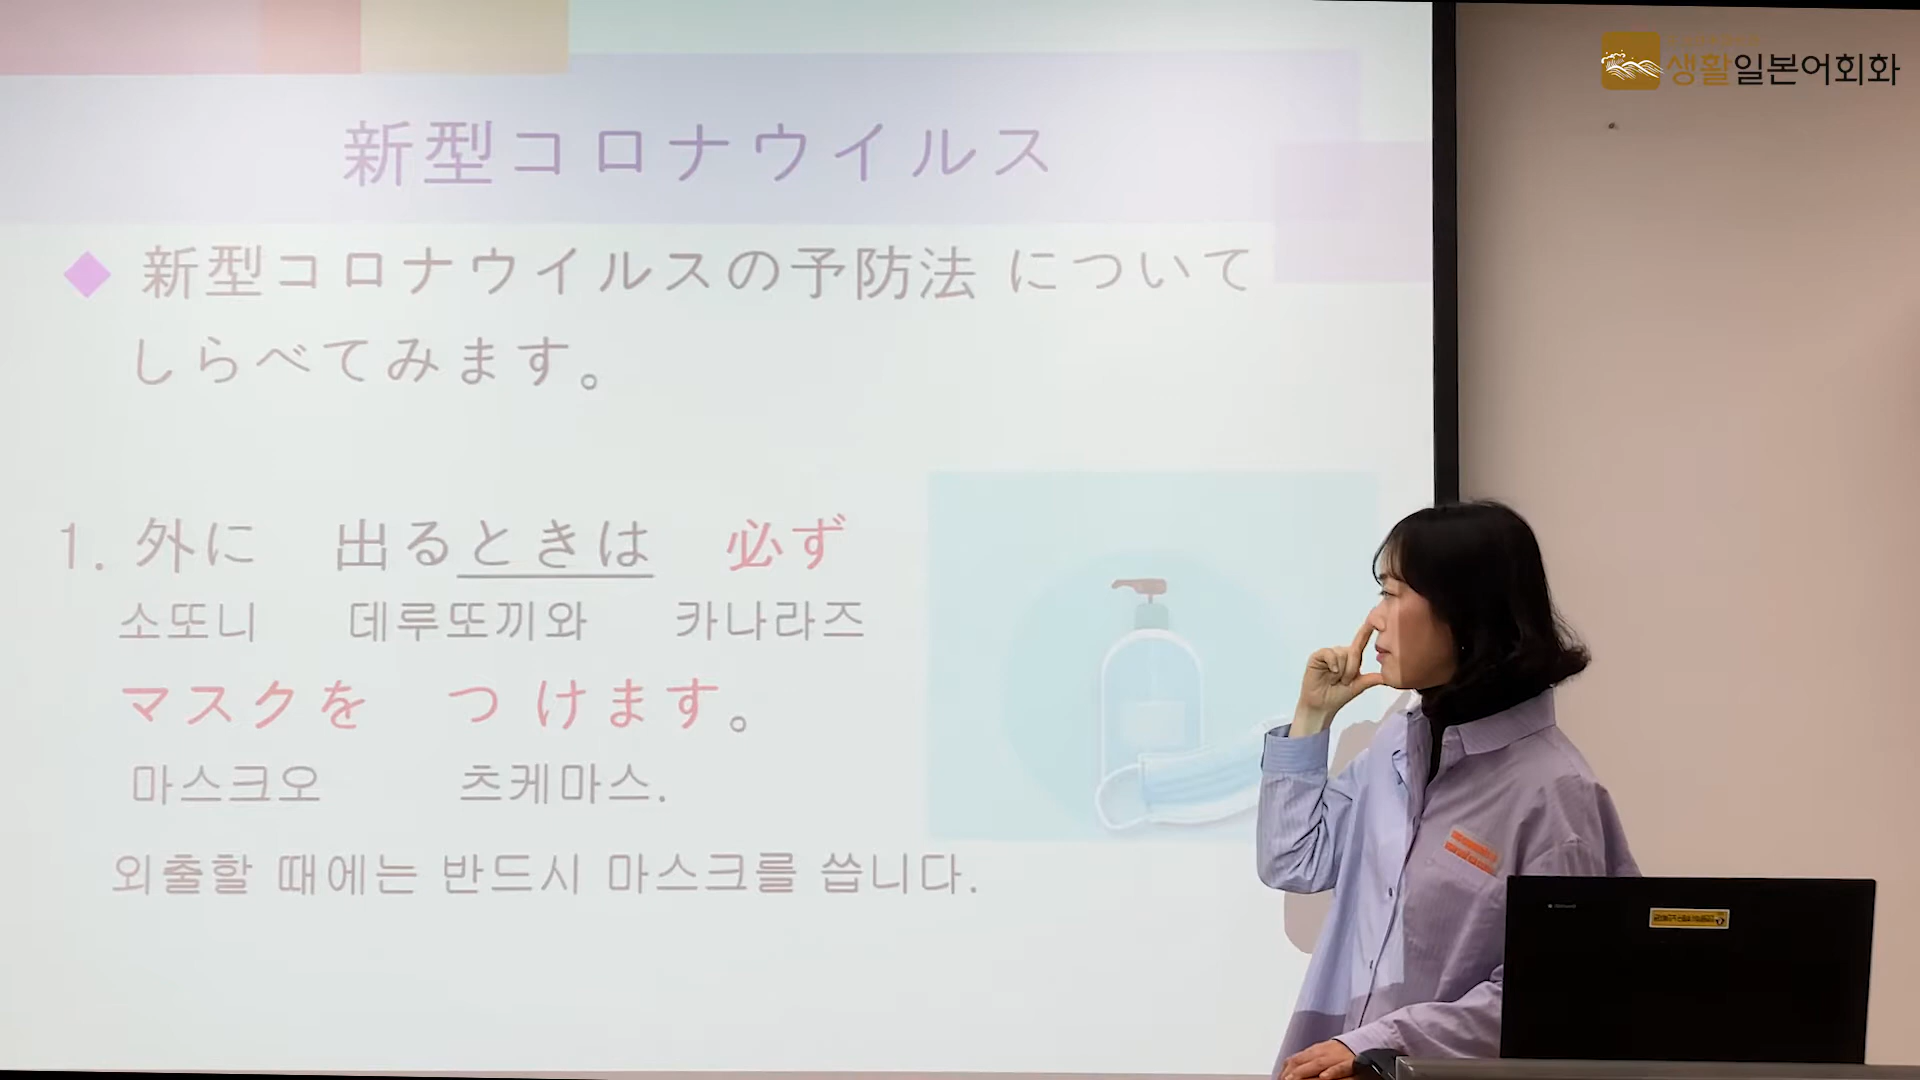 생활일본어회화
新型コロナウイルス
新型コロナウイルスの予防法 について
しらべてみます。
1. 外に 出るときは 必ず
소또니 데루또끼와 카나라즈
マスクを つけます。
마스크오 츠케마스.
외출할 때에는 반드시 마스크를 씁니다.